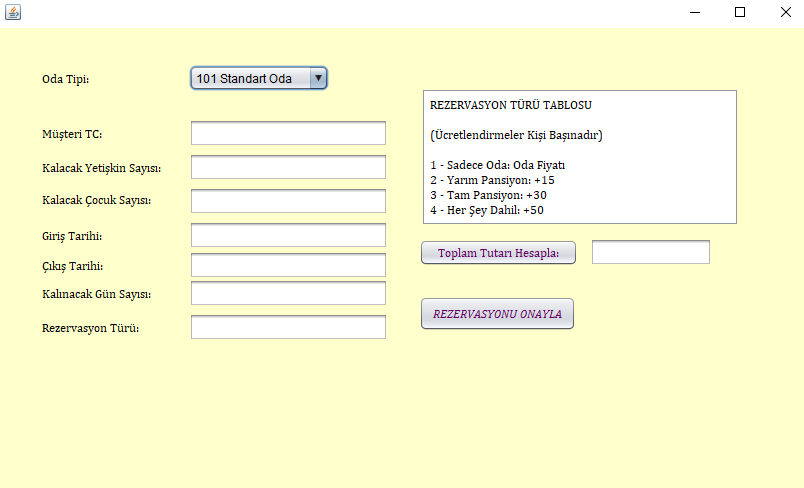 Oda Tipi:
101 Standart Oda
Müşteri TC:
Kalacak Yetişkin Sayısı:
Kalacak Çocuk Sayısı:
Giriş Tarihi:
Çıkış Tarihi:
Kalınacak Gün Sayısı:
Rezervasyon Türü:
REZERVASYON TÜRÜ TABLOSU
(Ücretlendirmeler Kişi Başınadır)
1 - Sadece Oda: Oda Fiyatı
2 - Yarım Pansiyon: +15
3 - Tam Pansiyon: +30
4 - Her Şey Dahil: +50
Toplam Tutarı Hesapla:
REZERVASYONU ONAYLA